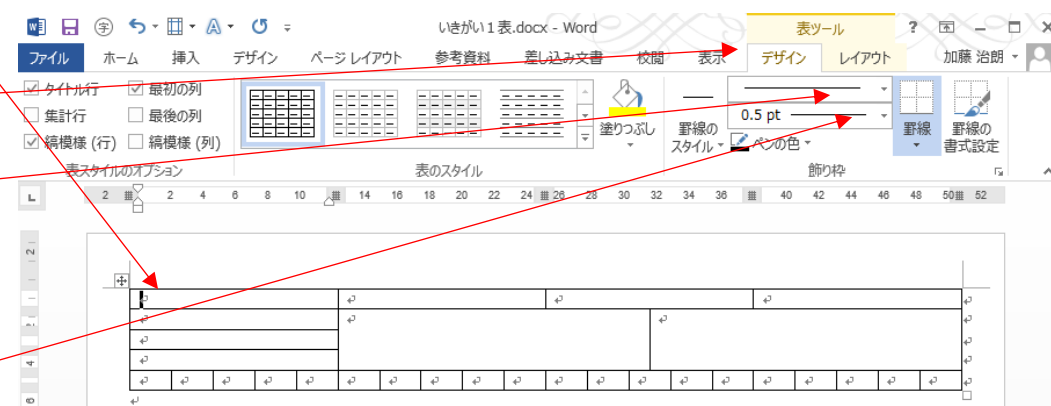 いきがい１表.docx - Word
表ツール
ファイル ホーム 挿入 デザイン ページ レイアウト 参考資料 差し込み文書 校閲 表示 デザイン レイアウト 加藤 治朗
タイトル行 最初の列
集計行 最後の列
縞模様 (行) 縞模様 (列)
塗りつぶし
罫線の
スタイル
0.5 pt
ペンの色
罫線
罫線の
書式設定
表スタイルのオプション 表のスタイル 飾り枠
2 2 4 6 8 10 14 16 18 20 22 24 26 28 30 32 34 36 40 42 44 46 48 50 52
2
2
4
6